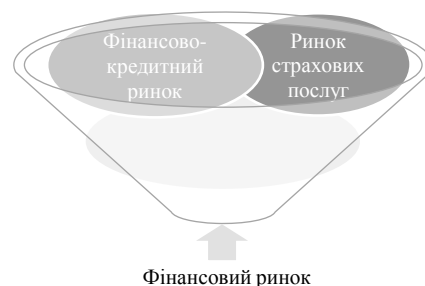 Фінансово-
кредитний
ринок
Ринок
страхових
послуг
Фінансовий ринок